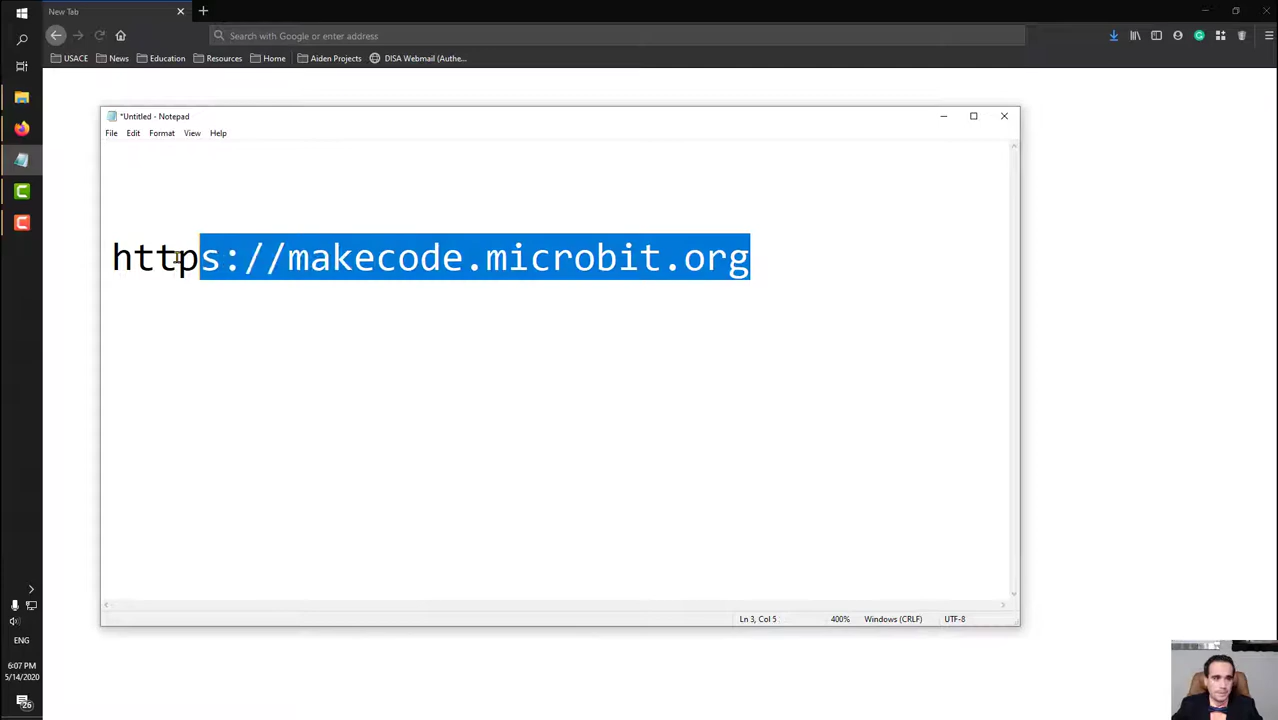 New Tab
Search with Google or enter address
USACE
News
Education
Resources
Home
Aiden Projects
DISA Webmail (Authe...
*Untitled - Notepad
File
Edit
Format
View
Help
https://makecode.microbit.org
Ln 3, Col 5
400%
Windows (CRLF)
UTF-8
ENG
6:07 PM
5/14/2020
26